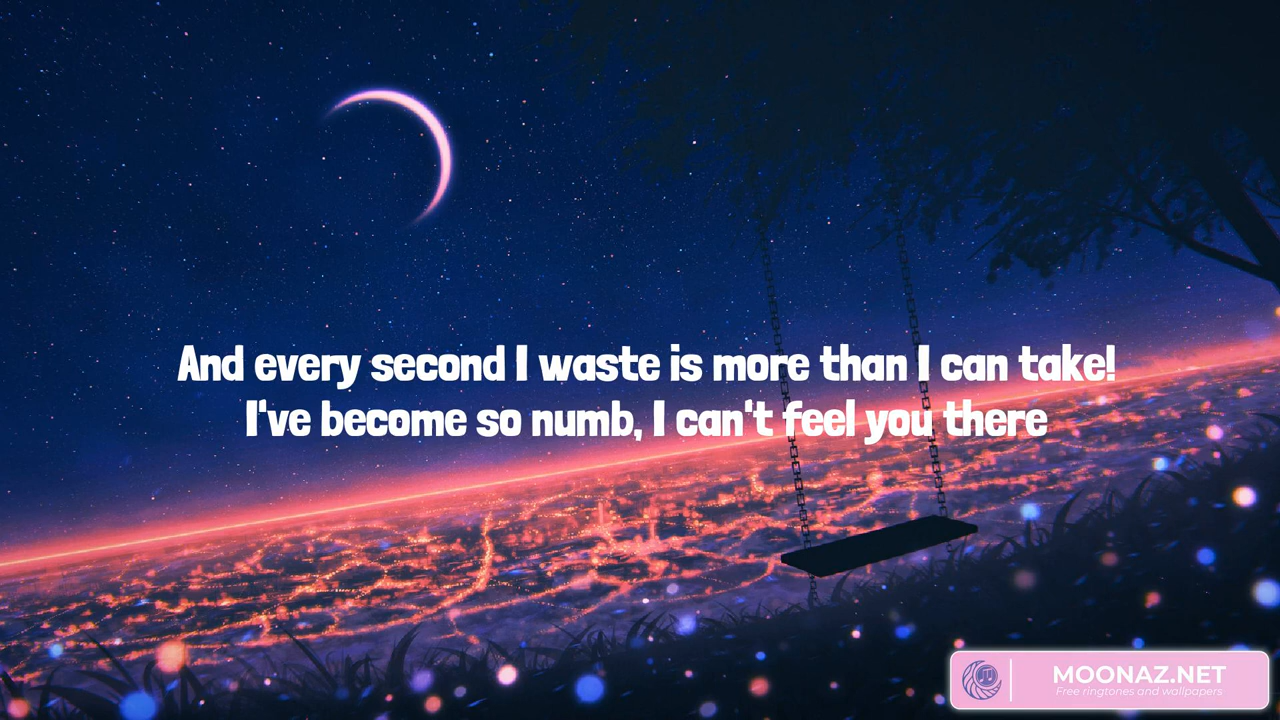 And every second I waste is more than I can take!
I've become so numb, I can't feel you there
MOONAZ.NET
Free ringtones and wallpapers